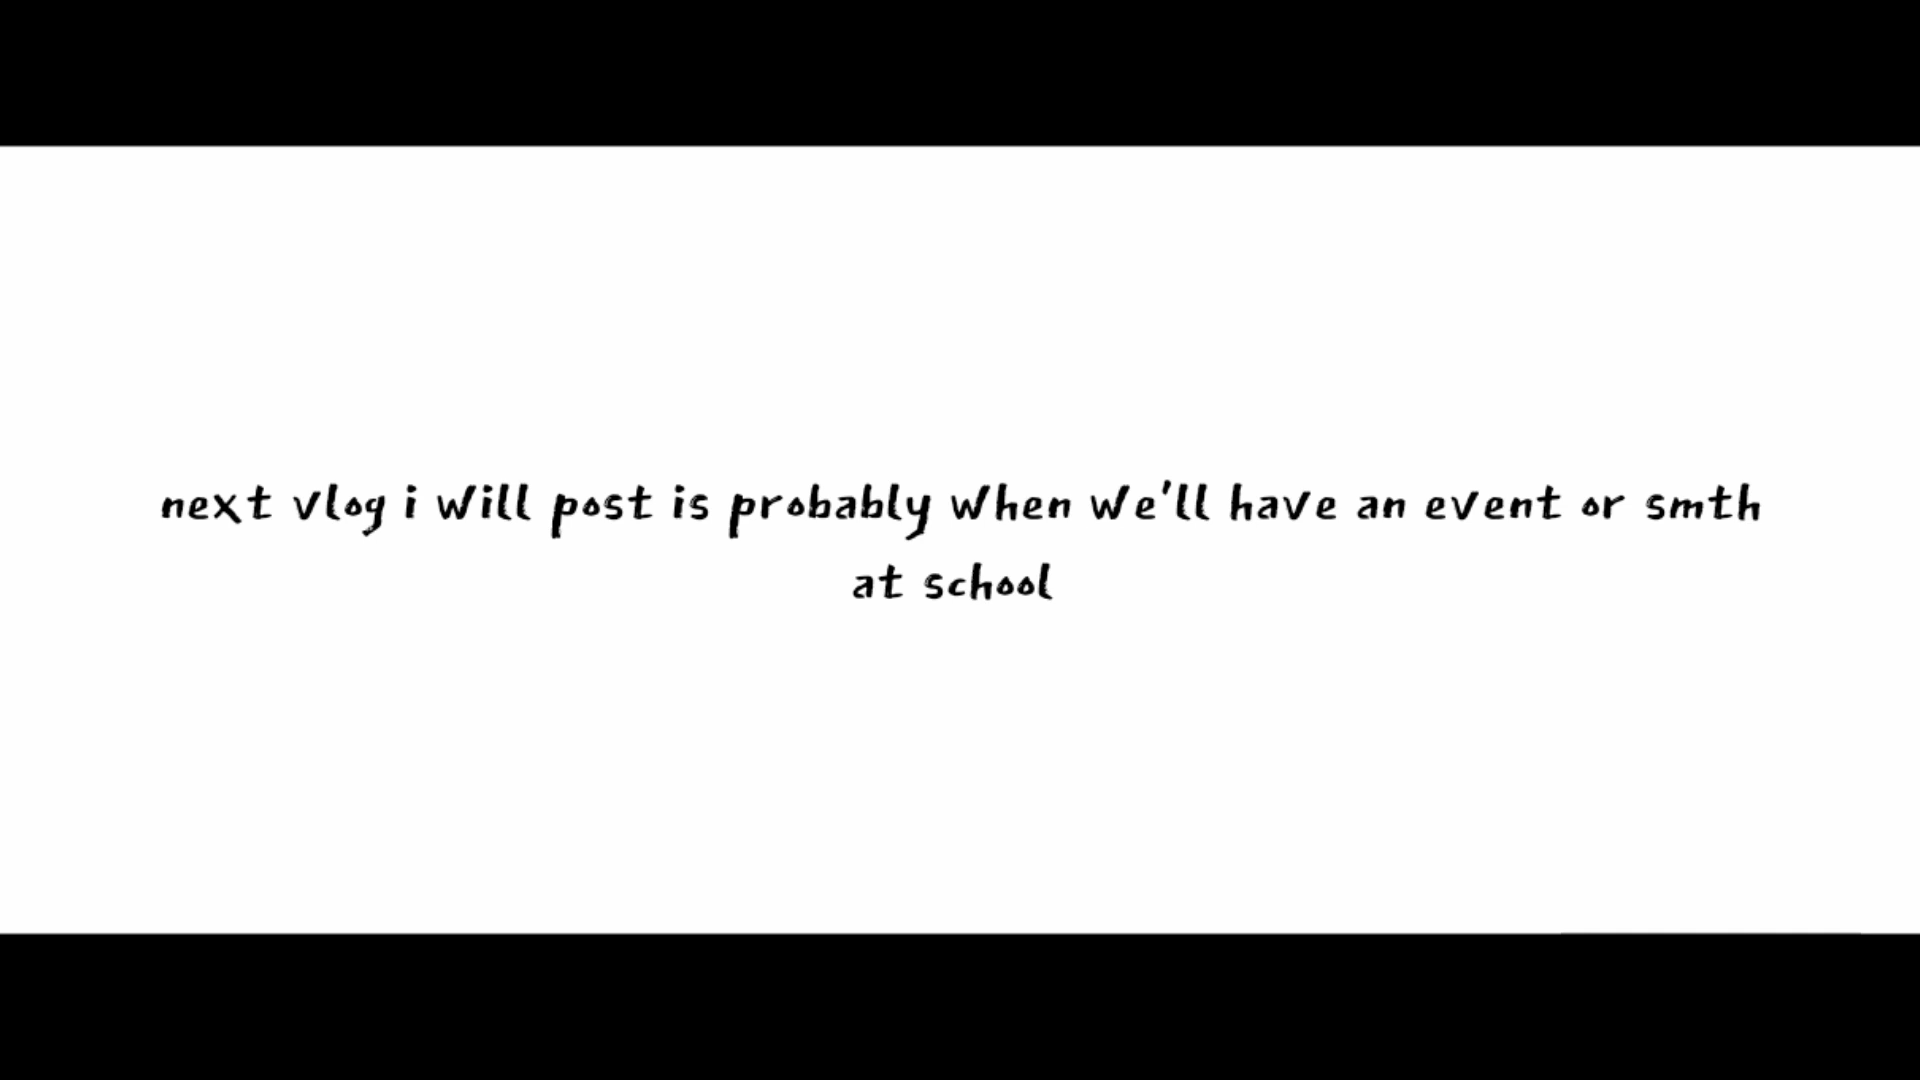 next vlog i will post is probably when we'll have an event or smth
at school